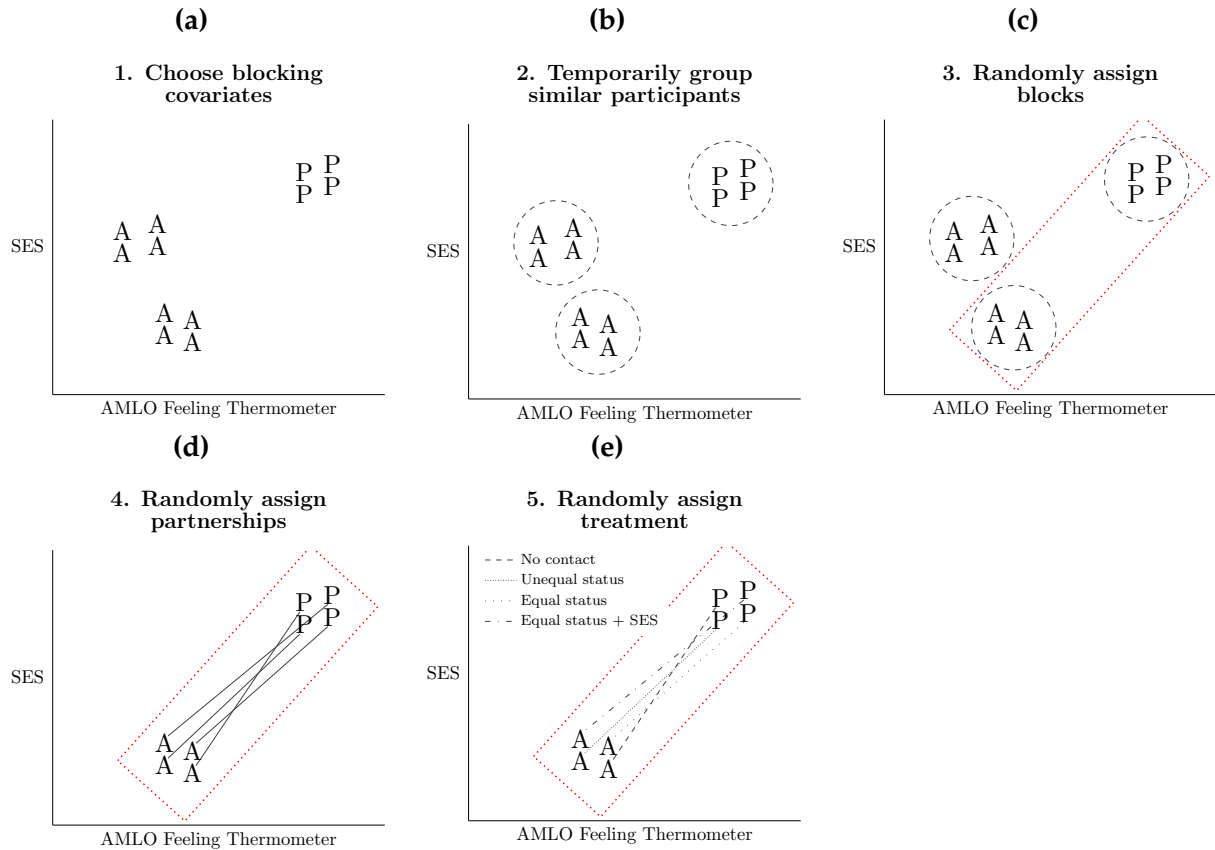 (a)
1. Choose blocking
covariates
P P
P P
A A
A A
A A
A A
SES
AMLO Feeling Thermometer
(b)
2. Temporarily group
similar participants
P P
P P
A A
A A
A A
A A
SES
AMLO Feeling Thermometer
(c)
3. Randomly assign
blocks
P P
P P
A A
A A
A A
A A
SES
AMLO Feeling Thermometer
(d)
4. Randomly assign
partnerships
P P
P P
A A
A A
SES
AMLO Feeling Thermometer
(e)
5. Randomly assign
treatment
No contact
Unequal status
Equal status
Equal status + SES
P P
P P
A A
A A
SES
AMLO Feeling Thermometer